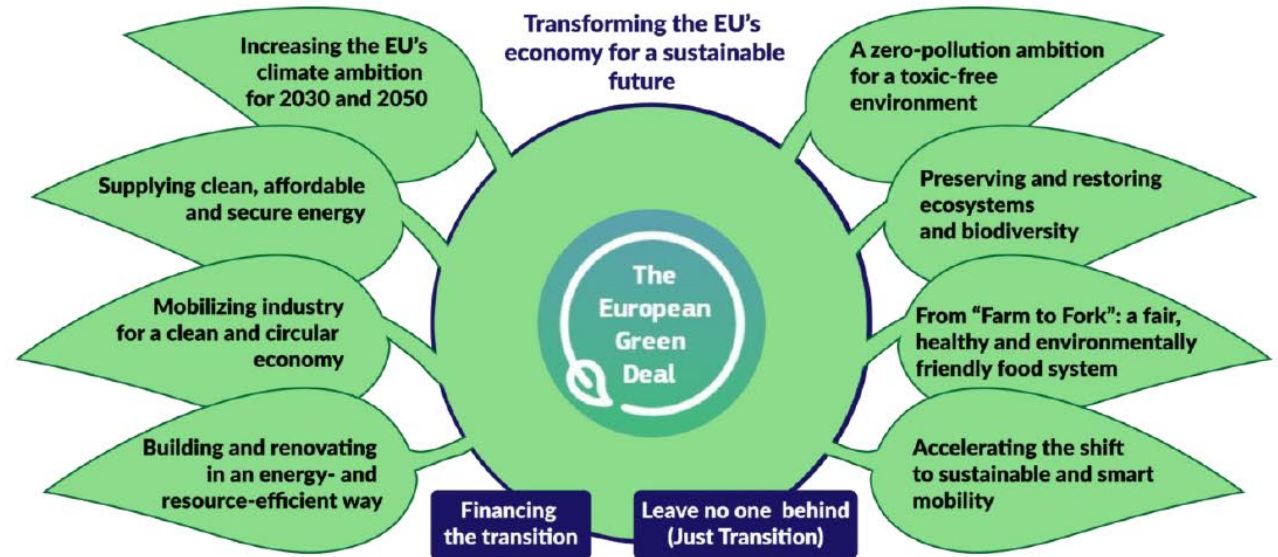 Transforming the EU's
economy for a sustainable
future
Increasing the EU's
climate ambition
for 2030 and 2050
Supplying clean, affordable
and secure energy
Mobilizing industry
for a clean and circular
economy
Building and renovating
in an energy- and
resource-efficient way
A zero-pollution ambition
for a toxic-free
environment
Preserving and restoring
ecosystems
and biodiversity
From “Farm to Fork”: a fair,
healthy and environmentally
friendly food system
Accelerating the shift
to sustainable and smart
mobility
The
European
Green
Deal
Financing
the transition
Leave no one behind
(Just Transition)